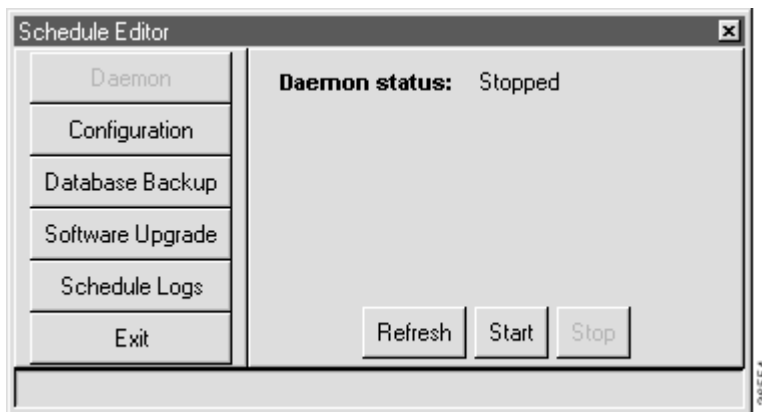 Schedule Editor
Daemon
Configuration
Database Backup
Software Upgrade
Schedule Logs
Exit
Daemon status: Stopped
Refresh Start Stop